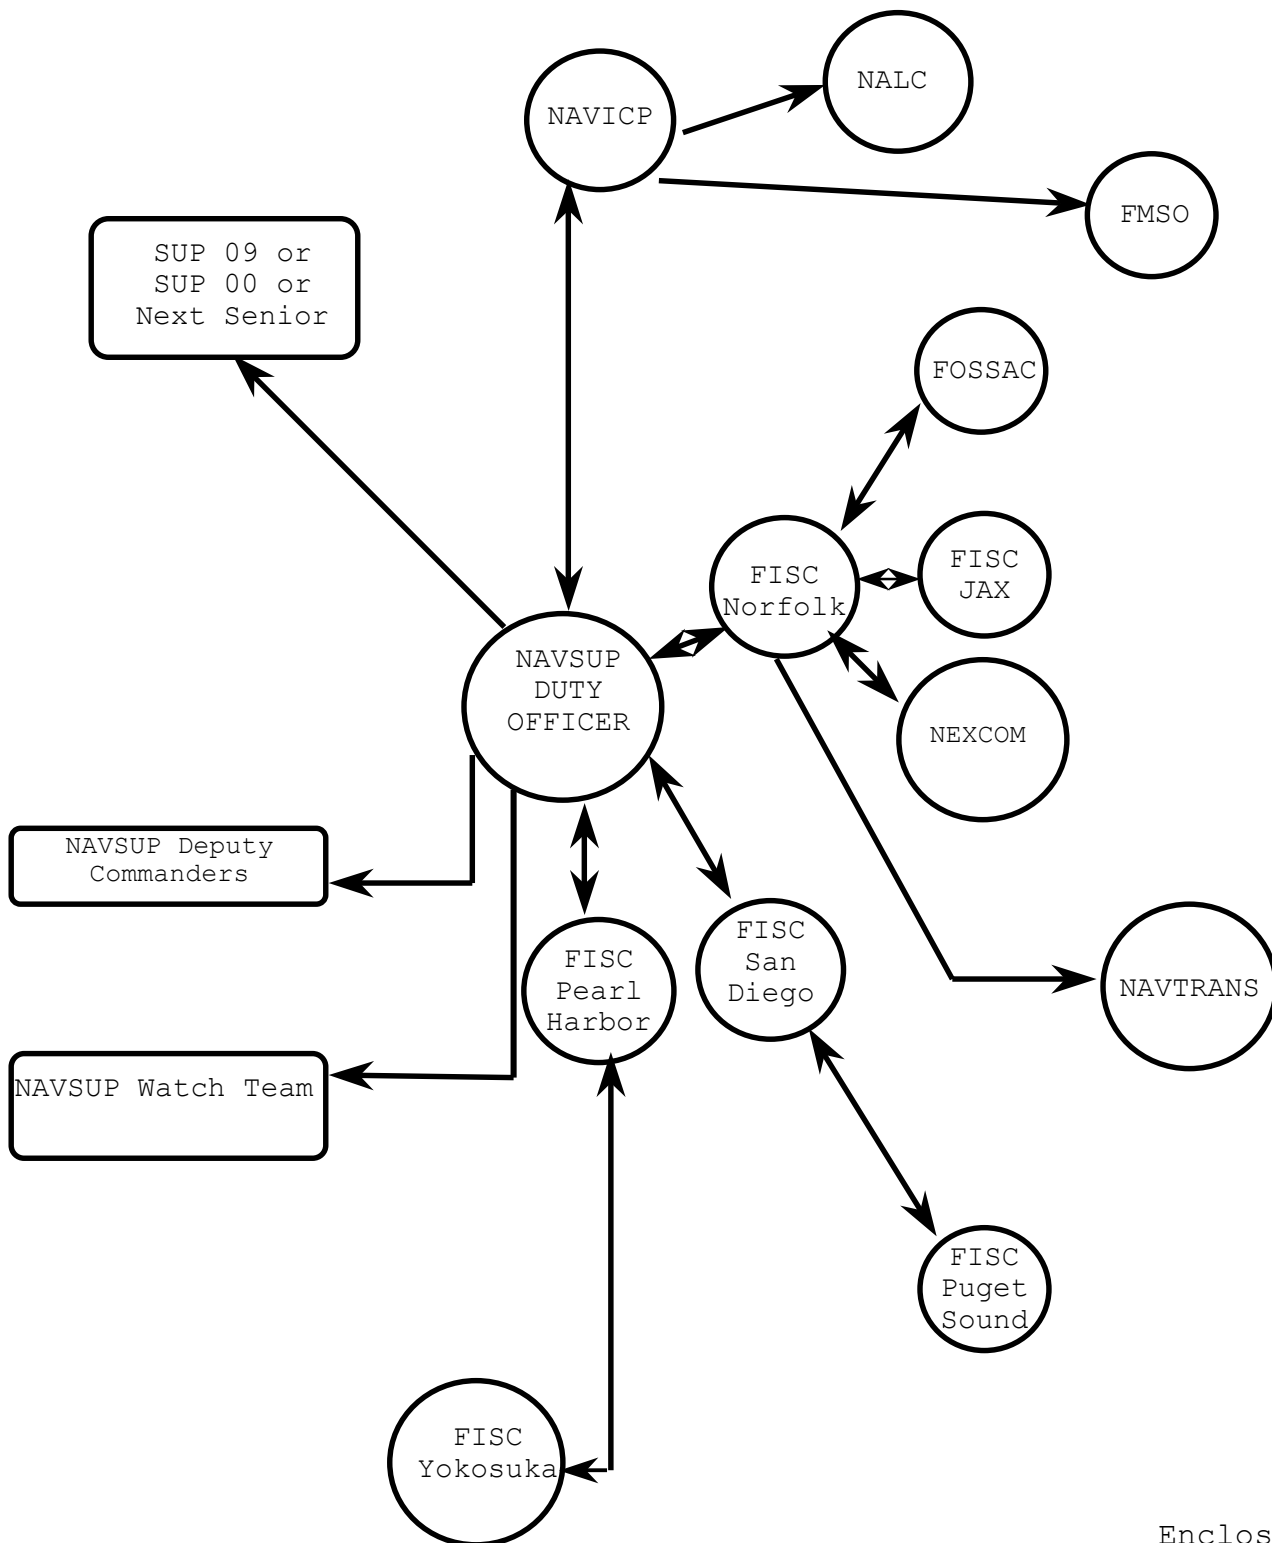 NALC
NAVICP
FMSO
SUP 09 or
SUP 00 or
Next Senior
FOSSAC
FISC
JAX
FISC
Norfolk
NAVSUP
DUTY
OFFICER
NEXCOM
NAVSUP Deputy
Commanders
FISC
San
Diego
FISC
Pearl
Harbor
NAVTRANS
NAVSUP Watch Team
FISC
Puget
Sound
FISC
Yokosuka
Enclos